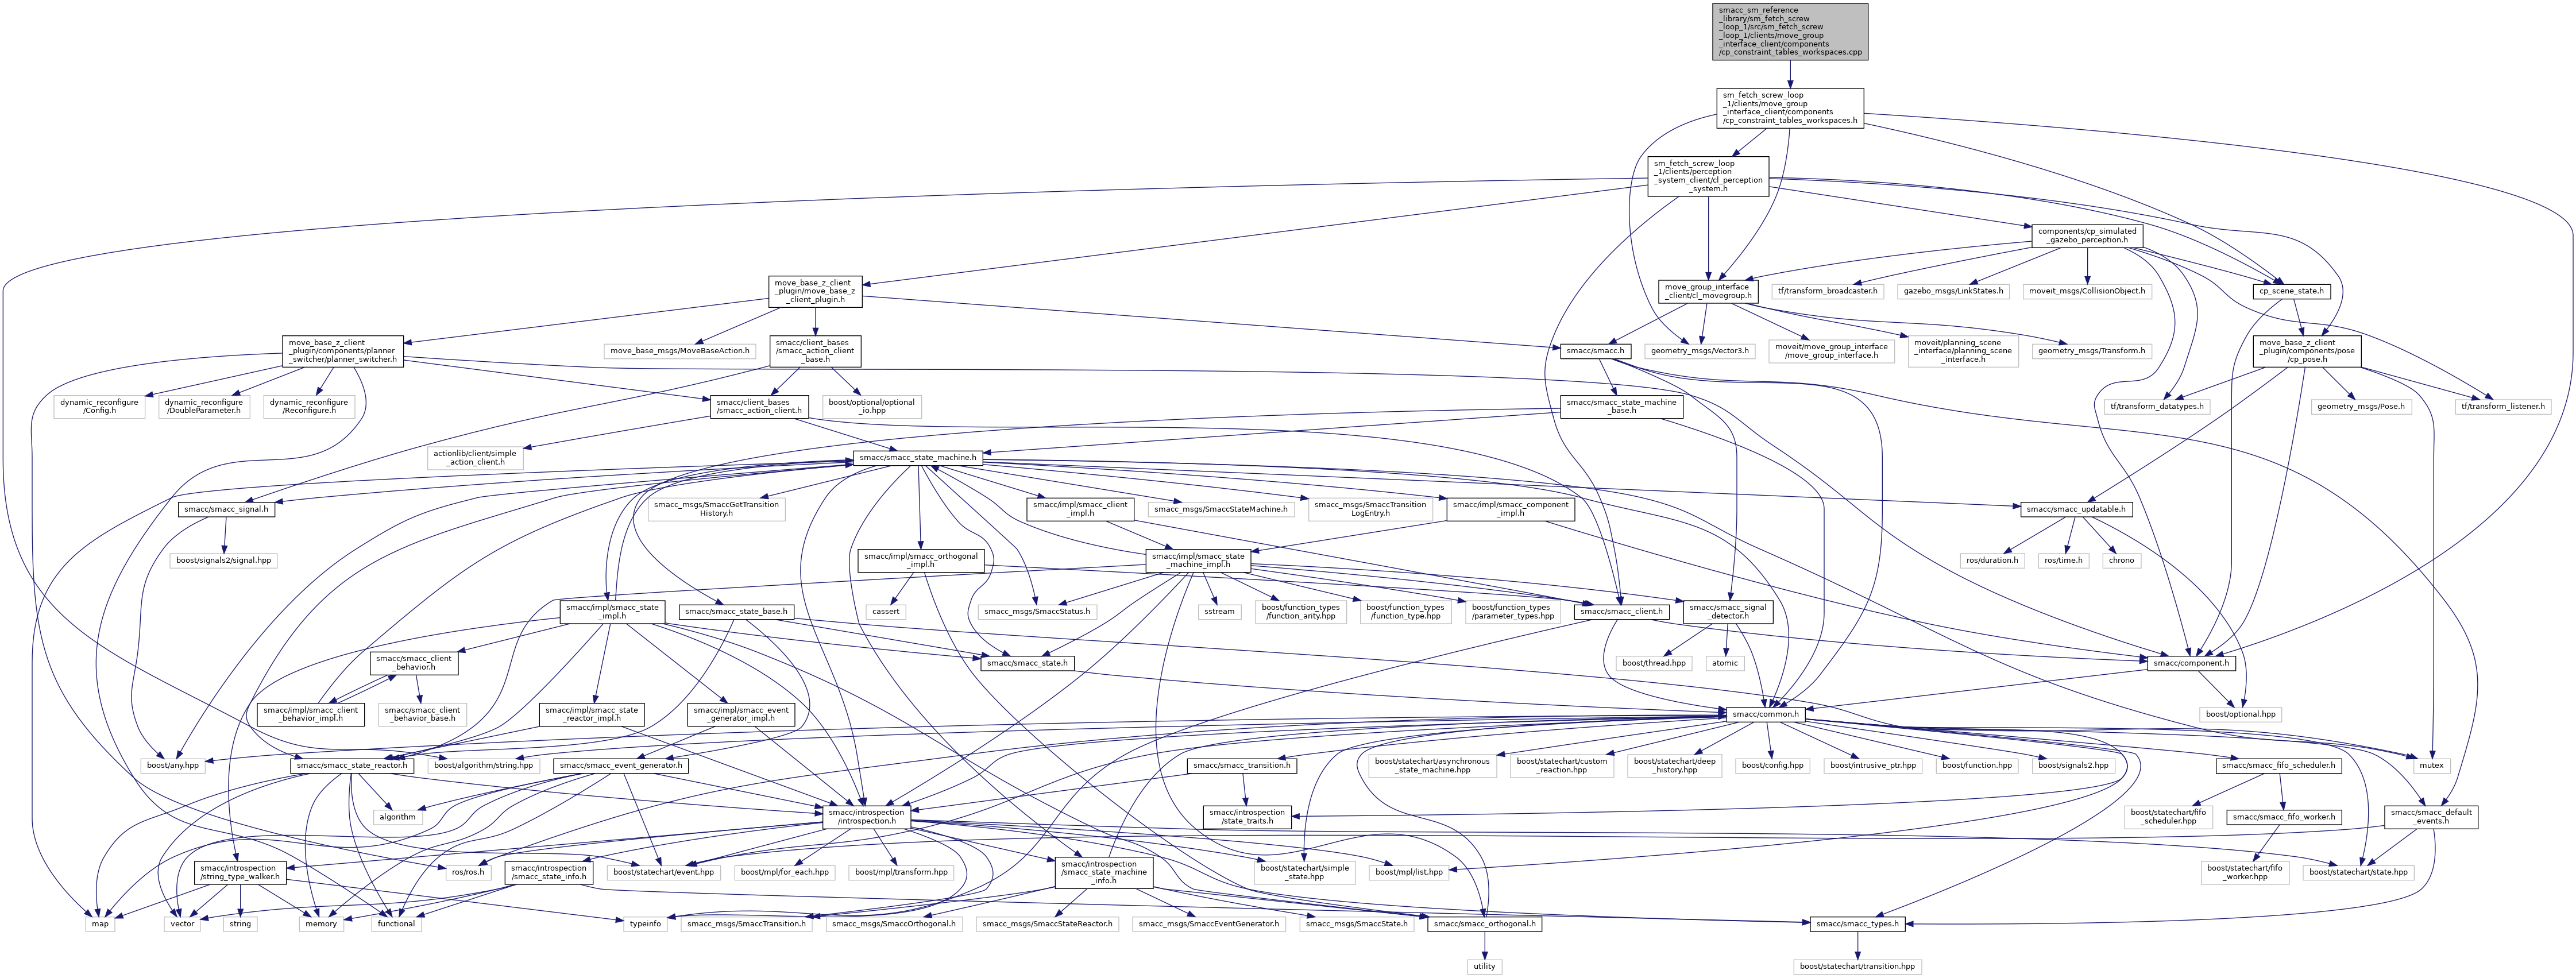 smacc_sm_reference
_library/sm_fetch_screw
_loop_1/src/sm_fetch_screw
_loop_1/clients/move_group
_interface_client/components
/cp_constraint_tables_workspaces.cpp
sm_fetch_screw_loop
_1/clients/move_group
_interface_client/components
/cp_constraint_tables_workspaces.h
sm_fetch_screw_loop
_1/clients/perception
_system_client/cl_perception
_system.h
components/cp_simulated
_gazebo_perception.h
move_base_z_client
_plugin/move_base_z
_client_plugin.h
move_group_interface
_client/cl_movegroup.h
tf/transform_broadcaster.h
gazebo_msgs/LinkStates.h
moveit_msgs/CollisionObject.h
cp_scene_state.h
move_base_z_client
_plugin/components/planner
_switcher/planner_switcher.h
move_base_msgs/MoveBaseAction.h
smacc/client_bases
/smacc_action_client
_base.h
smacc/smacc.h
geometry_msgs/Vector3.h
moveit/move_group_interface
/move_group_interface.h
moveit/planning_scene
_interface/planning_scene
_interface.h
geometry_msgs/Transform.h
move_base_z_client
_plugin/components/pose
/cp_pose.h
dynamic_reconfigure
/Config.h
dynamic_reconfigure
/DoubleParameter.h
dynamic_reconfigure
/Reconfigure.h
smacc/client_bases
/smacc_action_client.h
boost/optional/optional
_io.hpp
smacc/smacc_state_machine
_base.h
tf/transform_datatypes.h
geometry_msgs/Pose.h
tf/transform_listener.h
actionlib/client/simple
_action_client.h
smacc/smacc_state_machine.h
smacc/smacc_signal.h
smacc_msgs/SmaccGetTransition
History.h
smacc/impl/smacc_client
_impl.h
smacc_msgs/SmaccStateMachine.h
smacc_msgs/SmaccTransition
LogEntry.h
smacc/impl/smacc_component
_impl.h
smacc/smacc_updatable.h
boost/signals2/signal.hpp
smacc/impl/smacc_orthogonal
_impl.h
smacc/impl/smacc_state
_machine_impl.h
ros/duration.h
ros/time.h
chrono
smacc/impl/smacc_state
_impl.h
smacc/smacc_state_base.h
cassert
smacc_msgs/SmaccStatus.h
sstream
boost/function_types
/function_arity.hpp
boost/function_types
/function_type.hpp
boost/function_types
/parameter_types.hpp
smacc/smacc_client.h
smacc/smacc_signal
_detector.h
smacc/smacc_client
_behavior.h
smacc/smacc_state.h
boost/thread.hpp
atomic
smacc/component.h
smacc/impl/smacc_client
_behavior_impl.h
smacc/smacc_client
_behavior_base.h
smacc/impl/smacc_state
_reactor_impl.h
smacc/impl/smacc_event
_generator_impl.h
smacc/common.h
boost/optional.hpp
boost/any.hpp
smacc/smacc_state_reactor.h
boost/algorithm/string.hpp
smacc/smacc_event_generator.h
smacc/smacc_transition.h
boost/statechart/asynchronous
_state_machine.hpp
boost/statechart/custom
_reaction.hpp
boost/statechart/deep
_history.hpp
boost/config.hpp
boost/intrusive_ptr.hpp
boost/function.hpp
boost/signals2.hpp
smacc/smacc_fifo_scheduler.h
mutex
algorithm
smacc/introspection
/introspection.h
smacc/introspection
/state_traits.h
boost/statechart/fifo
_scheduler.hpp
smacc/smacc_fifo_worker.h
smacc/smacc_default
_events.h
smacc/introspection
/string_type_walker.h
ros/ros.h
smacc/introspection
/smacc_state_info.h
boost/statechart/event.hpp
boost/mpl/for_each.hpp
boost/mpl/transform.hpp
smacc/introspection
/smacc_state_machine
_info.h
boost/statechart/simple
_state.hpp
boost/mpl/list.hpp
boost/statechart/fifo
_worker.hpp
boost/statechart/state.hpp
map
vector
string
memory
functional
typeinfo
smacc_msgs/SmaccTransition.h
smacc_msgs/SmaccOrthogonal.h
smacc_msgs/SmaccStateReactor.h
smacc_msgs/SmaccEventGenerator.h
smacc_msgs/SmaccState.h
smacc/smacc_orthogonal.h
smacc/smacc_types.h
utility
boost/statechart/transition.hpp